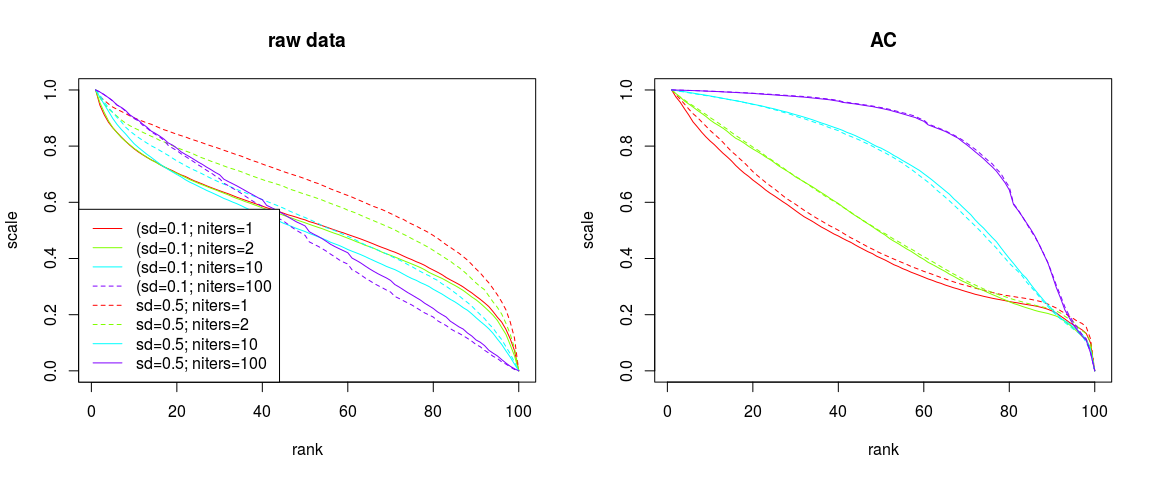 raw data
scale
1.0
0.8
0.6
0.4
0.2
0.0
(sd=0.1; niters=1
(sd=0.1; niters=2
(sd=0.1; niters=10
(sd=0.1; niters=100
sd=0.5; niters=1
sd=0.5; niters=2
sd=0.5; niters=10
sd=0.5; niters=100
0 20 40 60 80 100
rank
AC
scale
1.0
0.8
0.6
0.4
0.2
0.0
0 20 40 60 80 100
rank